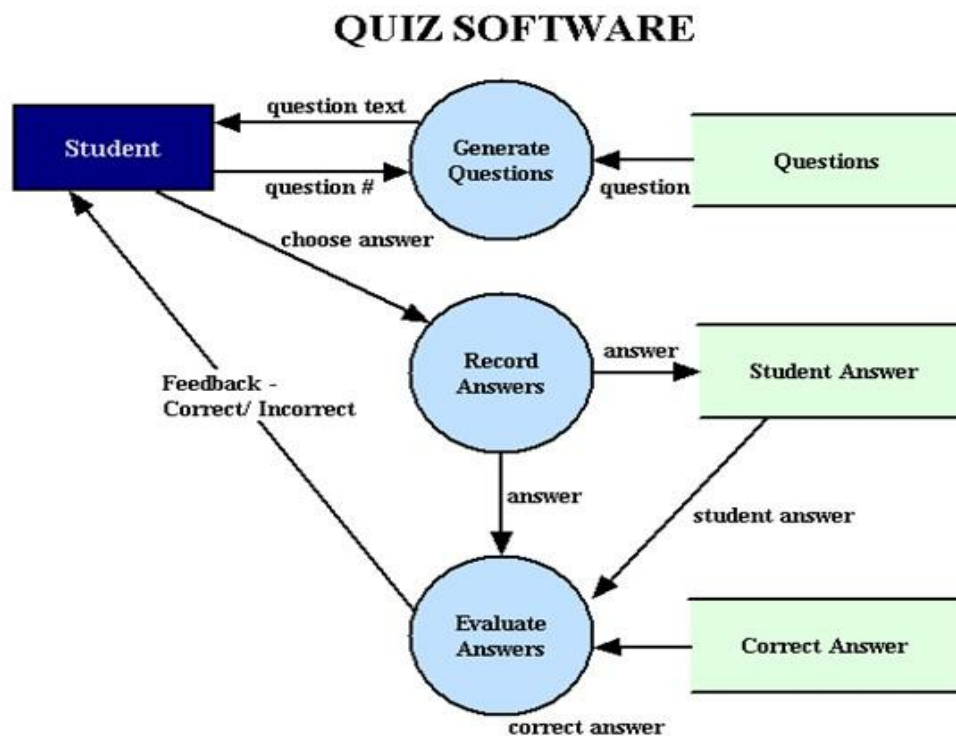 QUIZ SOFTWARE
question text
Student
Generate
Questions
Questions
question #
question
choose answer
Record
Answers
answer
Student Answer
Feedback -
Correct/ Incorrect
answer
student answer
Evaluate
Answers
Correct Answer
correct answer